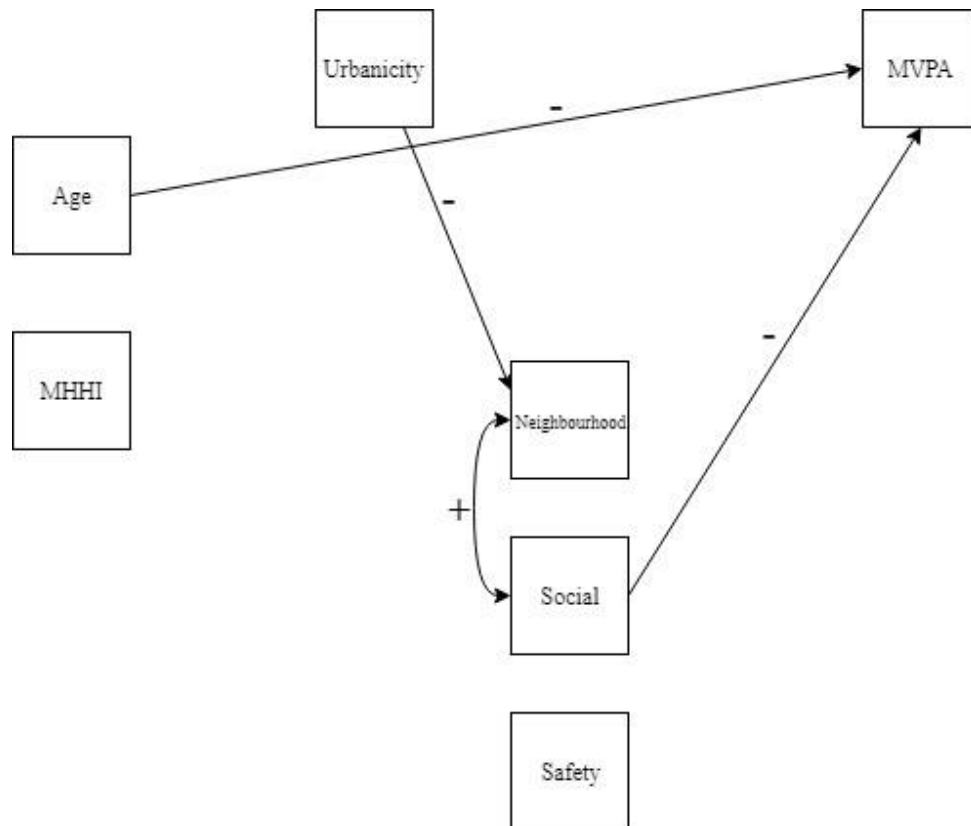 Urbanicity
MVPA
-
Age
-
-
MHHI
Neighbourhood
+
Social
Safety